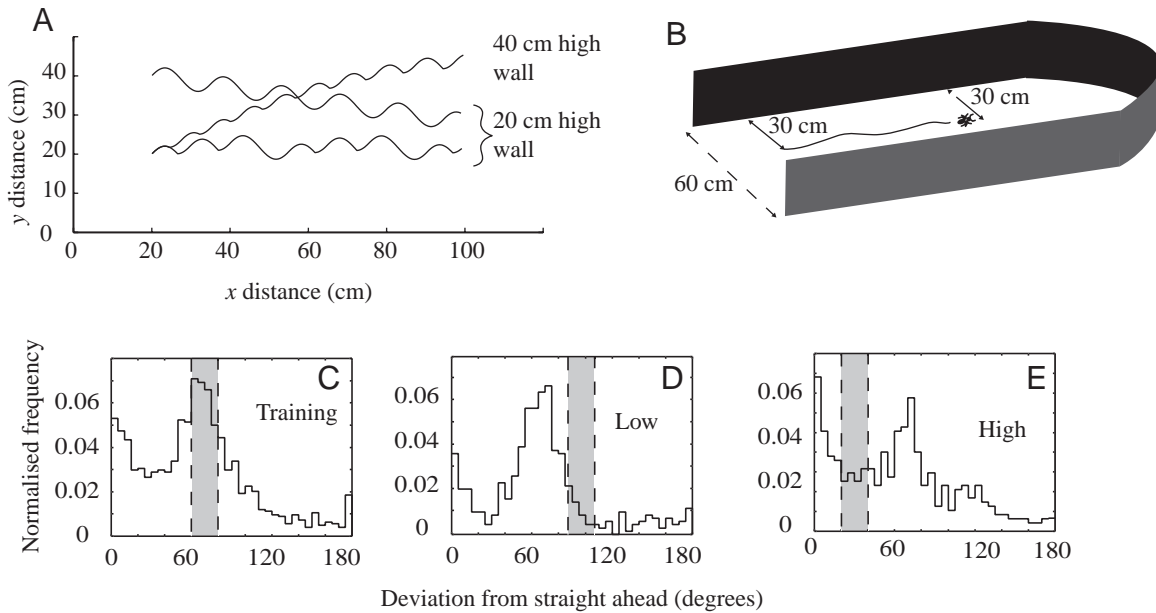 A
40 cm high
wall
20 cm high
wall
y distance (cm)
40
30
20
10
0
0 20 40 60 80 100
x distance (cm)
B
30 cm
30 cm
60 cm
Normalised frequency
C
Training
0.06
0.04
0.02
0
0 60 120 180
D
Low
0.06
0.04
0.02
0
0 60 120 180
E
High
0.06
0.04
0.02
0
0 60 120 180
Deviation from straight ahead (degrees)